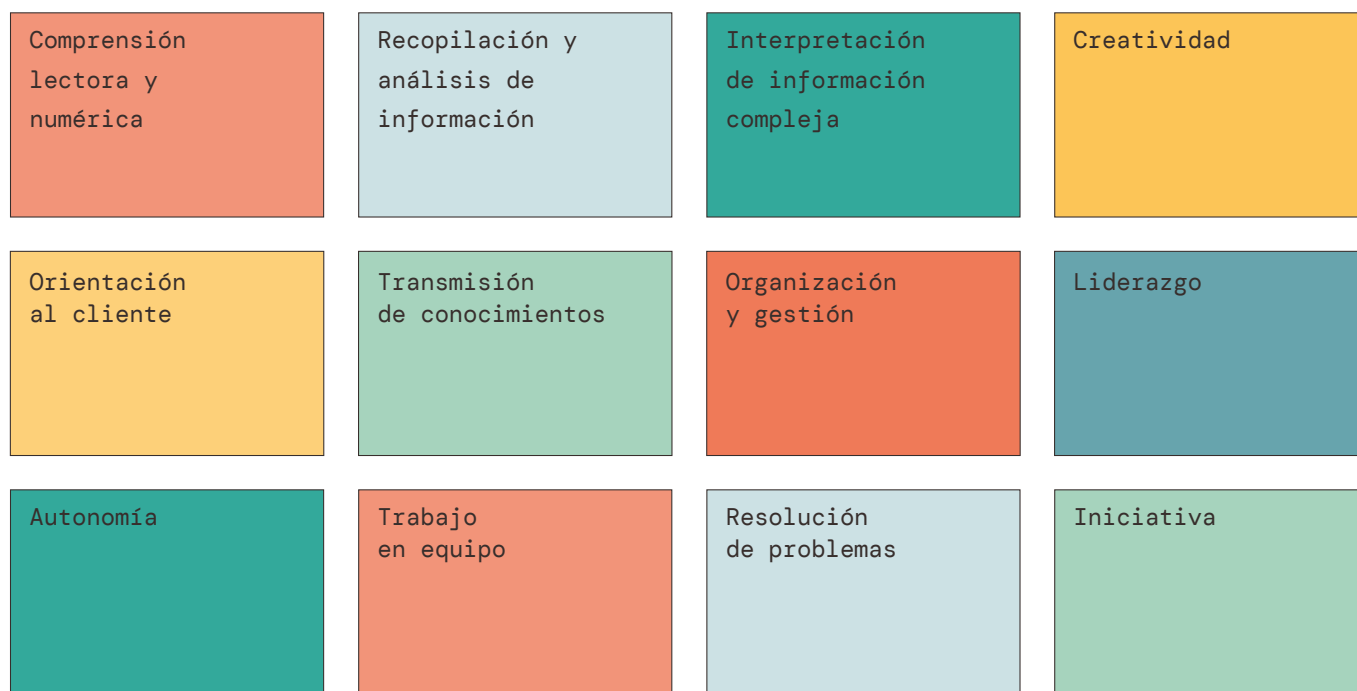 Comprensión
lectora y
numérica
Recopilación y
análisis de
información
Interpretación
de información
compleja
Creatividad
Orientación
al cliente
Transmisión
de conocimientos
Organización
y gestión
Liderazgo
Autonomía
Trabajo
en equipo
Resolución
de problemas
Iniciativa